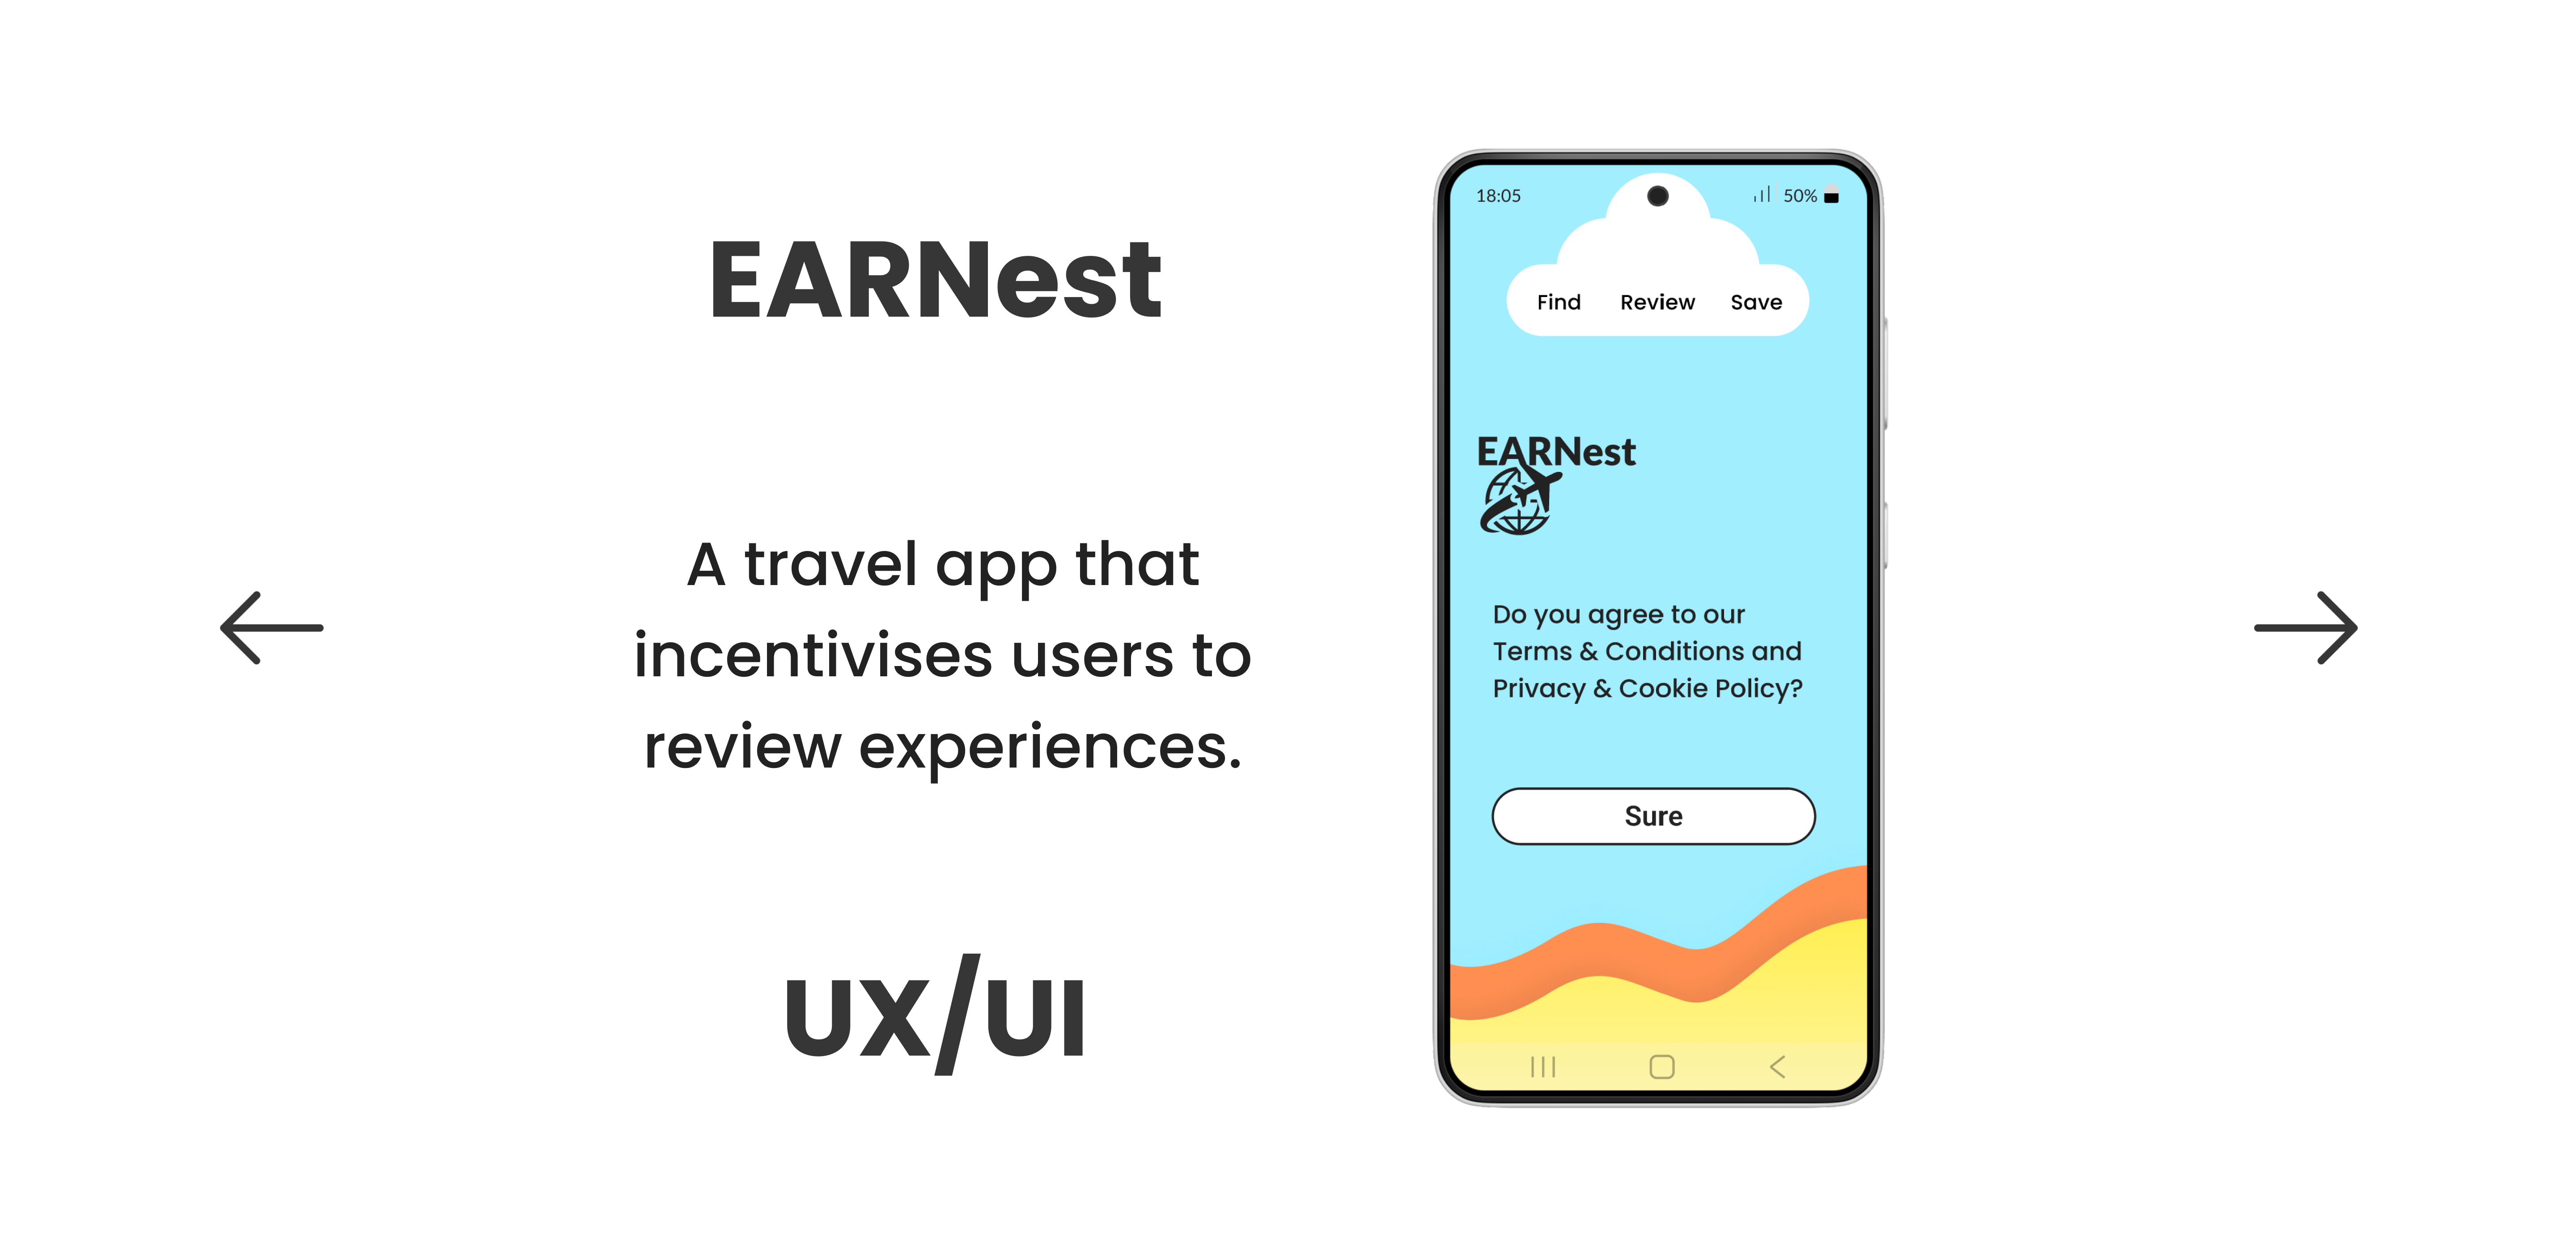 EARNest
A travel app that
incentivises users to
review experiences.
UX/UI
18:05
50%
Find Review Save
EARNest
Do you agree to our
Terms & Conditions and
Privacy & Cookie Policy?
Sure